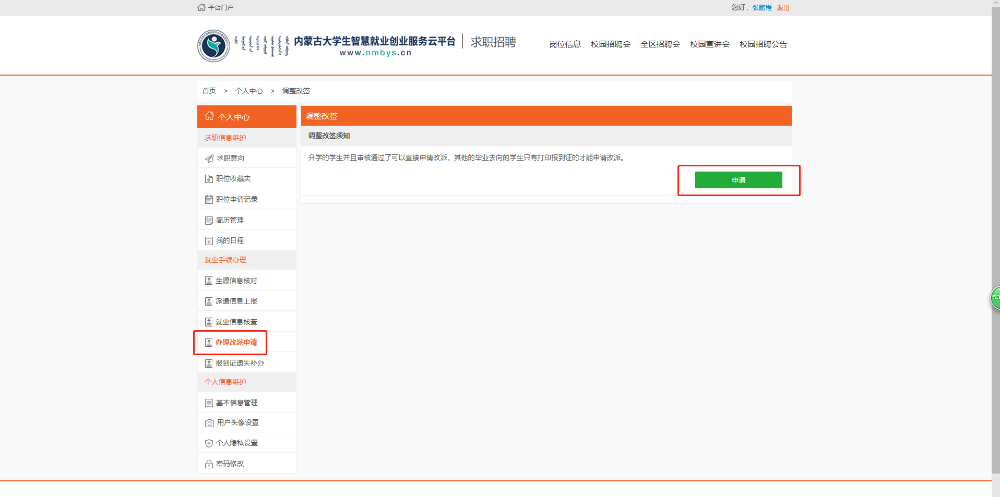 平台门户
您好，张鹏程 退出
内蒙古大学生智慧就业创业服务云平台
www.nmbys.cn
求职招聘
岗位信息 校园招聘会 全区招聘会 校园宣讲会 校园招聘公告
首页 > 个人中心 > 调整改签
个人中心
求职信息维护
求职意向
职位收藏夹
职位申请记录
简历管理
我的日程
就业手续办理
生源信息核对
派遣信息上报
就业信息核查
办理改派申请
报到证遗失补办
个人信息维护
基本信息管理
用户头像设置
个人隐私设置
密码修改
调整改签
调整改签须知
升学的学生并且审核通过了可以直接申请改派，其他的毕业去向的学生只有打印报到证的才能申请改派。
申请
53